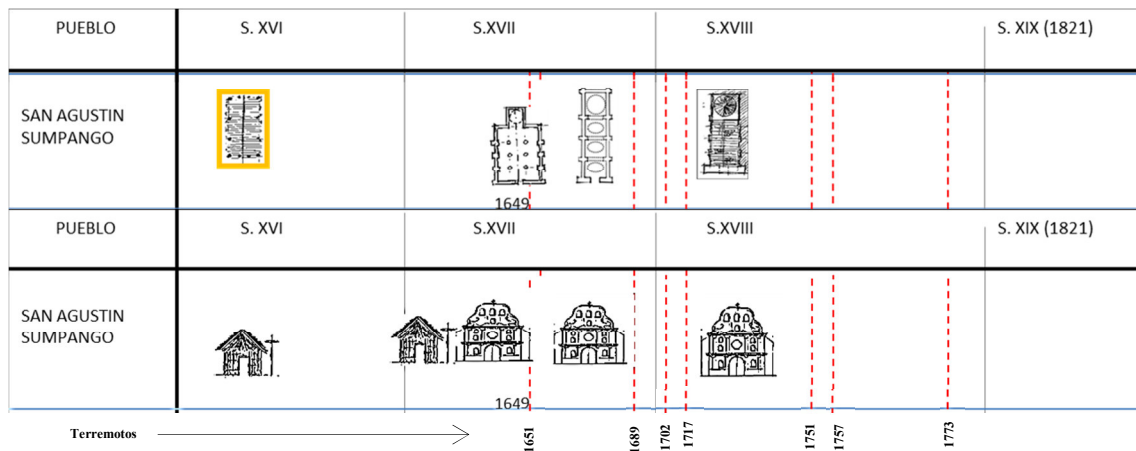 PUEBLO S. XVI S.XVII S.XVIII S. XIX (1821)
SAN AGUSTIN
SUMPANGO
1649
PUEBLO S. XVI S.XVII S.XVIII S. XIX (1821)
SAN AGUSTIN
SUMPANGO
1649
Terremotos 1651 1689 1702 1717 1751 1757 1773